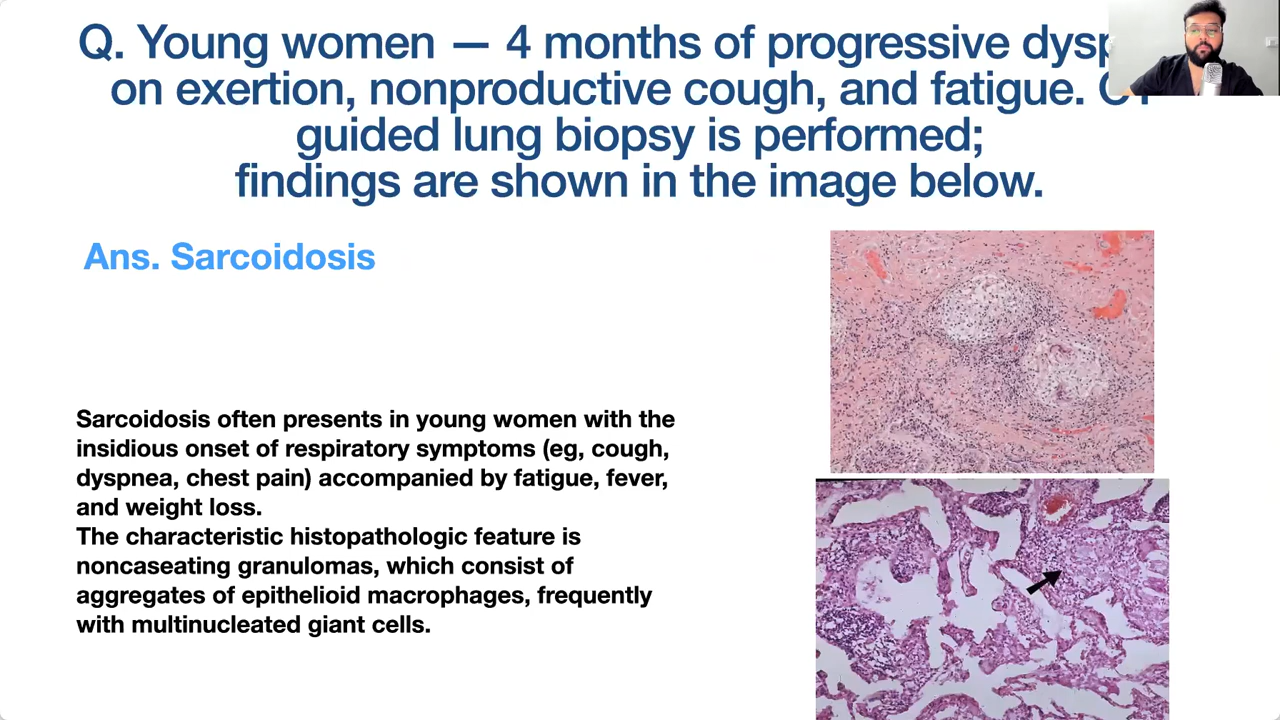 Q. Young women — 4 months of progressive
on exertion, nonproductive cough, and fatigue.
guided lung biopsy is performed;
findings are shown in the image below.
Ans. Sarcoidosis
Sarcoidosis often presents in young women with the
insidious onset of respiratory symptoms (eg, cough,
dyspnea, chest pain) accompanied by fatigue, fever,
and weight loss.
The characteristic histopathologic feature is
noncaseating granulomas, which consist of
aggregates of epithelioid macrophages, frequently
with multinucleated giant cells.